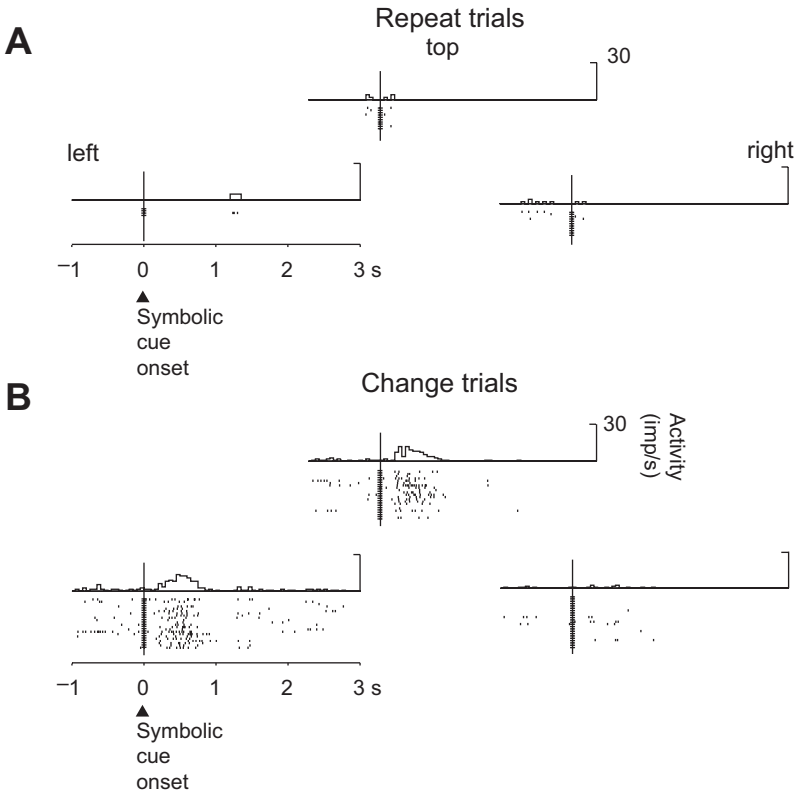 A
Repeat trials
top
30
left
right
–1 0 1 2 3 s
Symbolic
cue
onset
B
Change trials
30
Activity
(imp/s)
–1 0 1 2 3 s
Symbolic
cue
onset